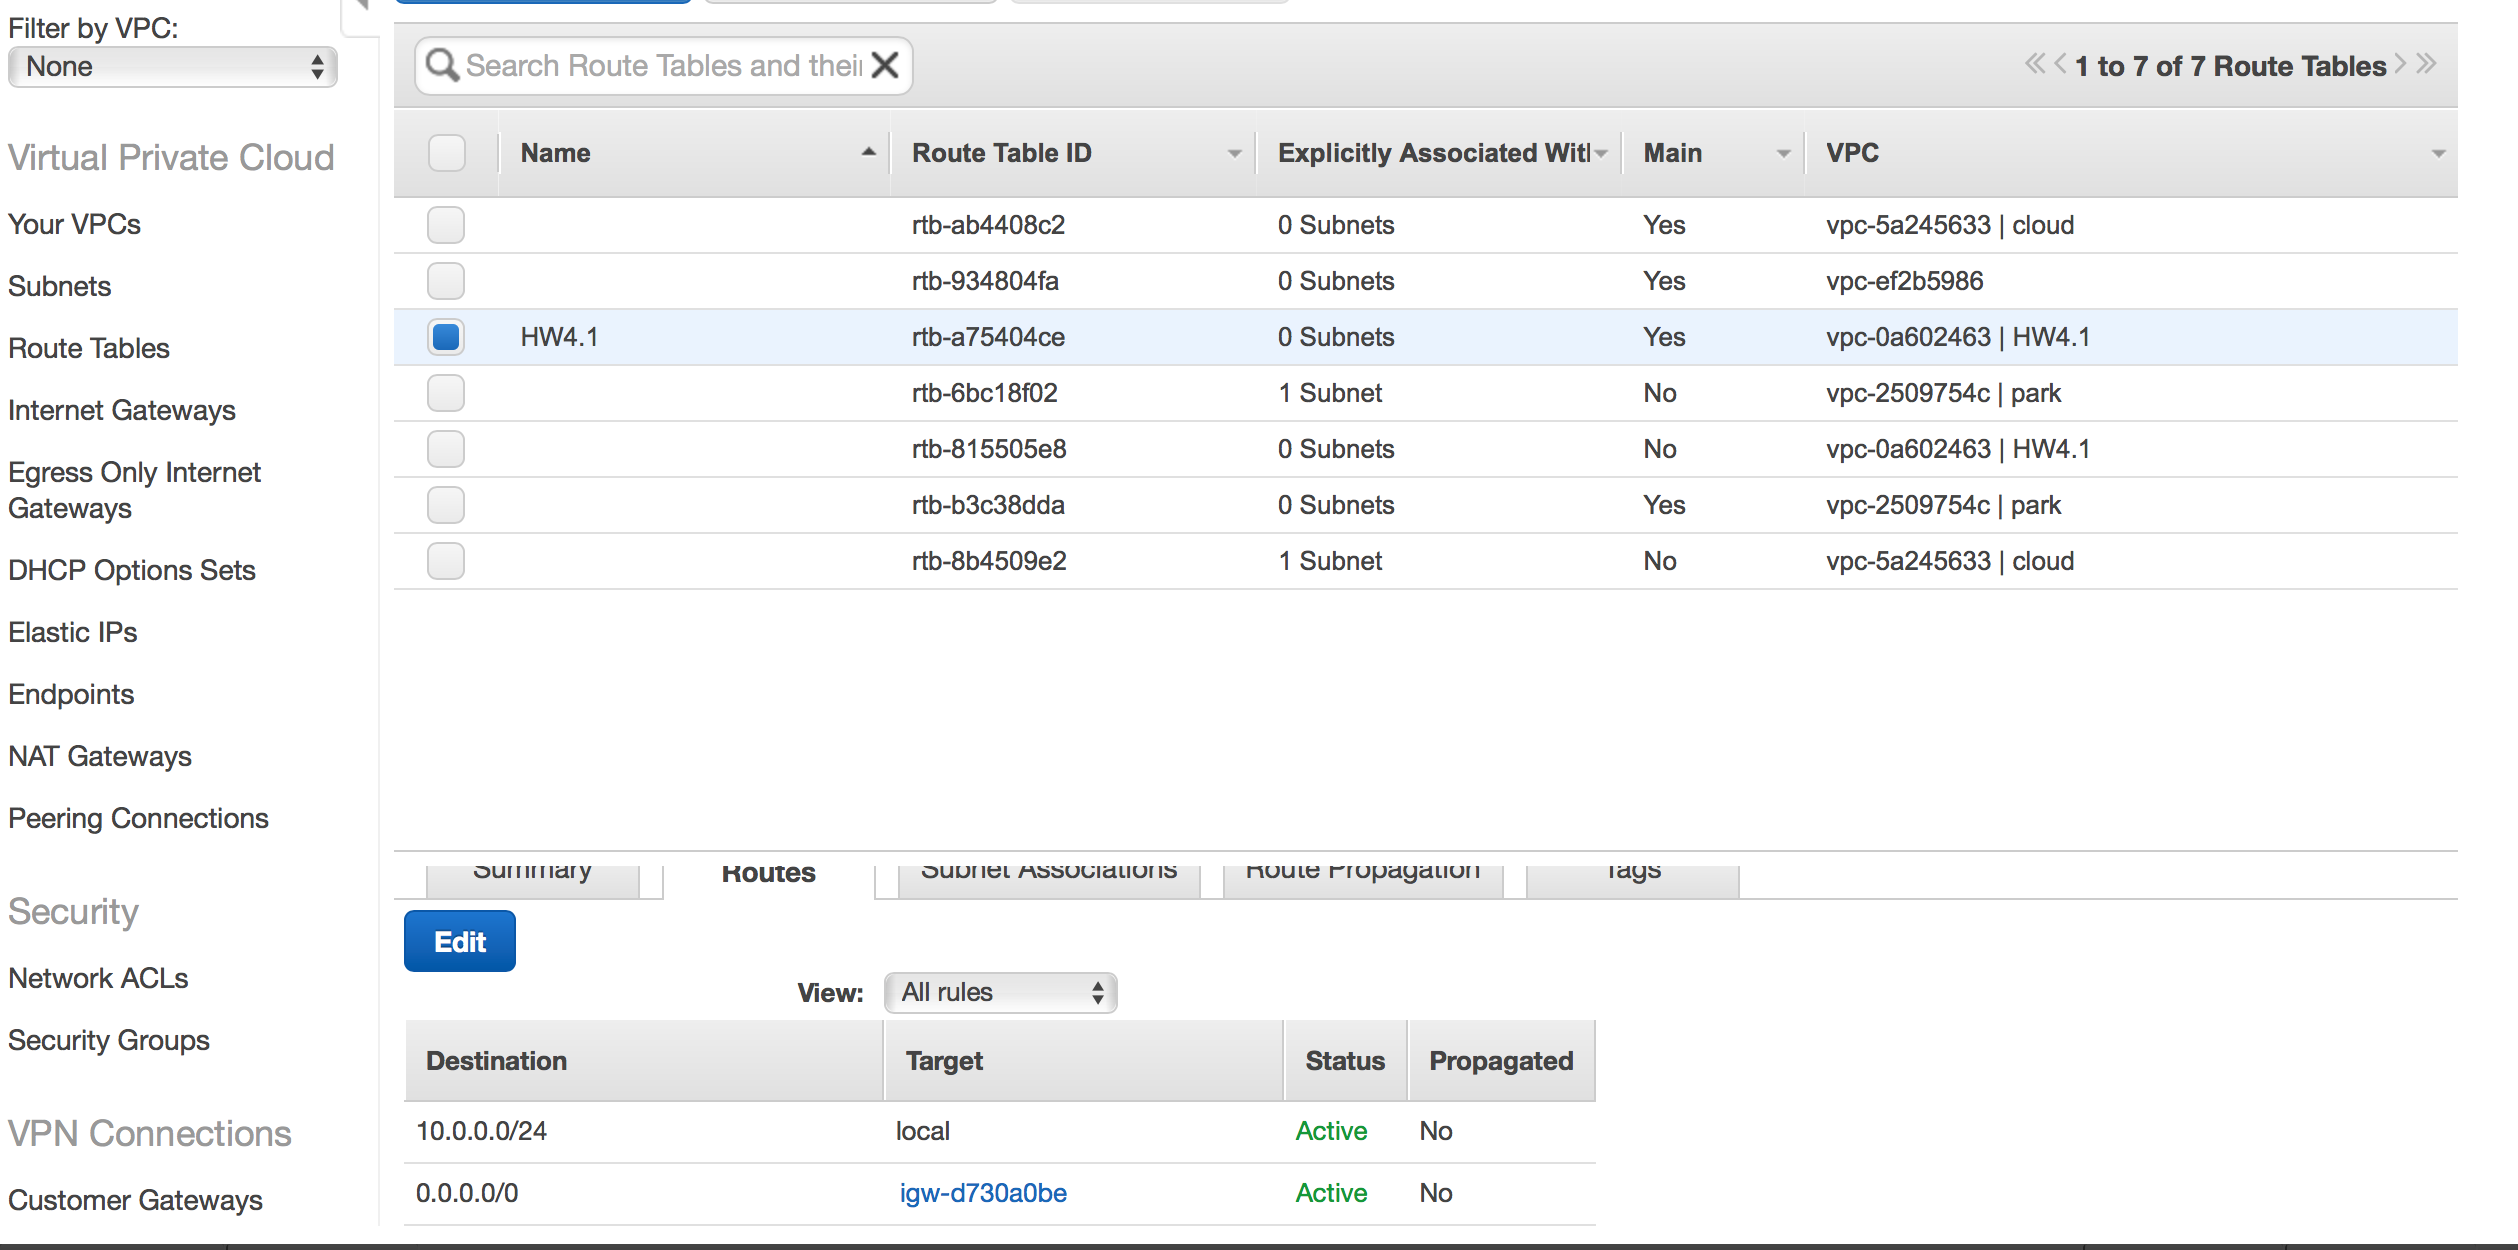 Filter by VPC:
None
Virtual Private Cloud
Your VPCs
Subnets
Route Tables
Internet Gateways
Egress Only Internet
Gateways
DHCP Options Sets
Elastic IPs
Endpoints
NAT Gateways
Peering Connections
Security
Network ACLs
Security Groups
VPN Connections
Customer Gateways
Search Route Tables and thei
1 to 7 of 7 Route Tables
Name Route Table ID Explicitly Associated Wit Main VPC
rtb-ab4408c2 0 Subnets Yes vpc-5a245633 | cloud
rtb-934804fa 0 Subnets Yes vpc-ef2b5986
HW4.1 rtb-a75404ce 0 Subnets Yes vpc-0a602463 | HW4.1
rtb-6bc18f02 1 Subnet No vpc-2509754c | park
rtb-815505e8 0 Subnets No vpc-0a602463 | HW4.1
rtb-b3c38dda 0 Subnets Yes vpc-2509754c | park
rtb-8b4509e2 1 Subnet No vpc-5a245633 | cloud
Summary Routes Subnet Associations Route Propagation Tags
Edit
View: All rules
Destination Target Status Propagated
10.0.0.0/24 local Active No
0.0.0.0/0 igw-d730a0be Active No